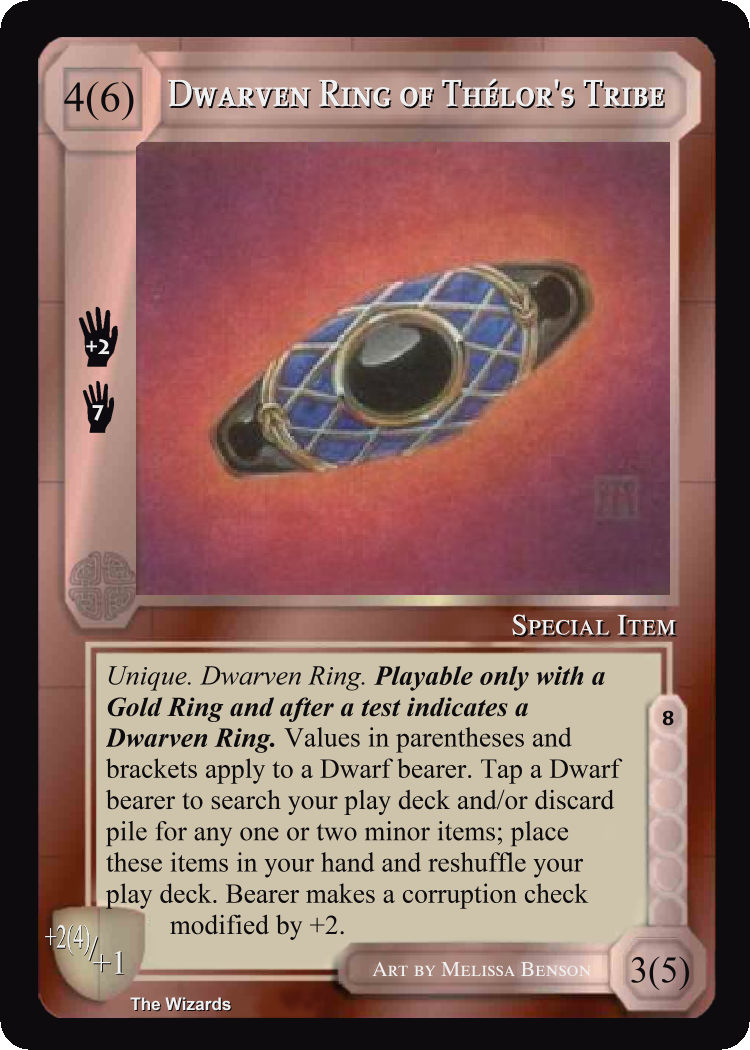 4(6)
Dwarven Ring of Thélor's Tribe
+2
7
Special Item
Unique. Dwarven Ring. Playable only with a
Gold Ring and after a test indicates a
Dwarven Ring. Values in parentheses and
brackets apply to a Dwarf bearer. Tap a Dwarf
bearer to search your play deck and/or discard
pile for any one or two minor items; place
these items in your hand and reshuffle your
play deck. Bearer makes a corruption check
modified by +2.
8
+2(4)/+1
Art by Melissa Benson
3(5)
The Wizards